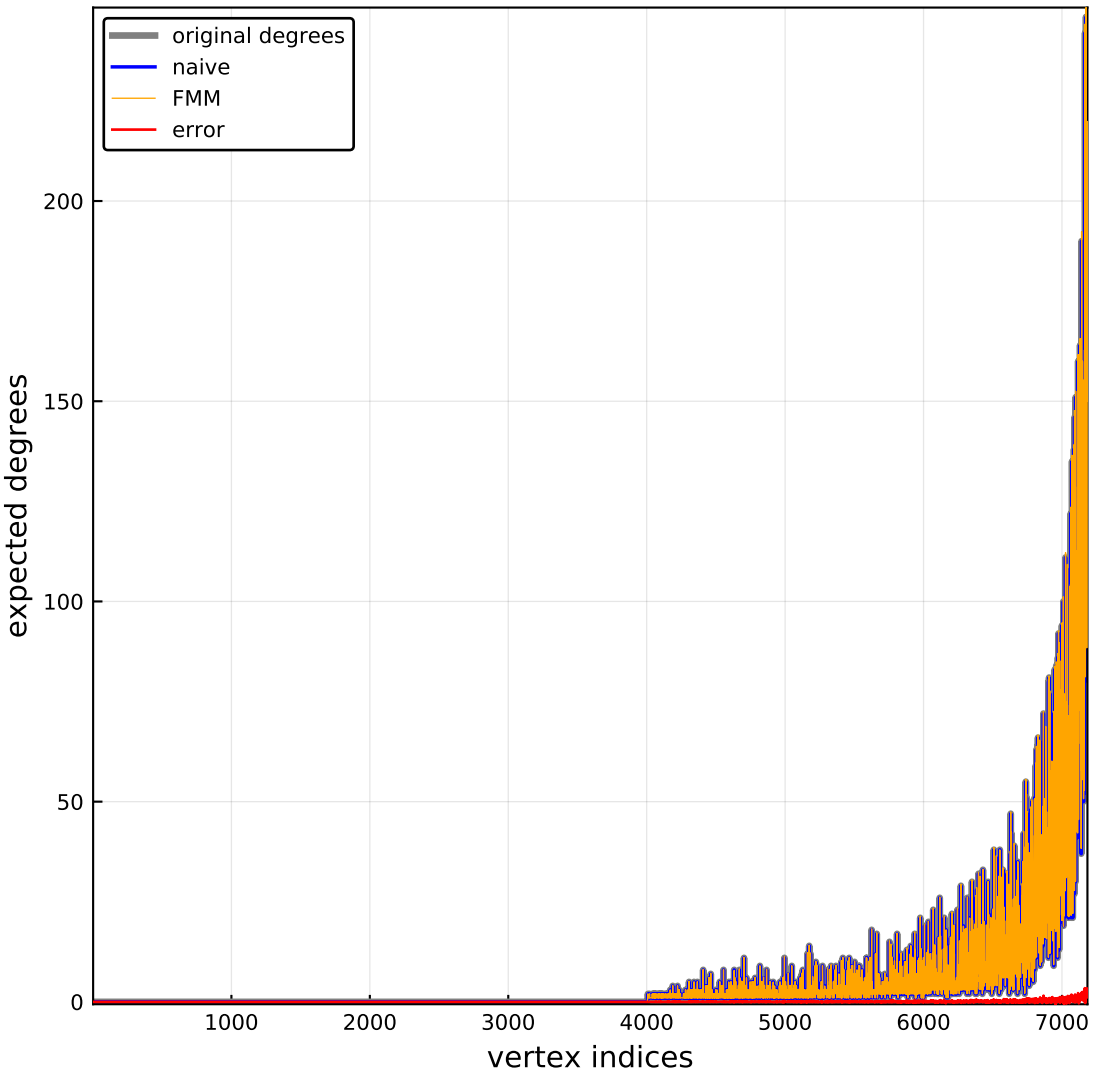 original degrees
naive
FMM
error
expected degrees
200
150
100
50
0
1000 2000 3000 4000 5000 6000 7000
vertex indices